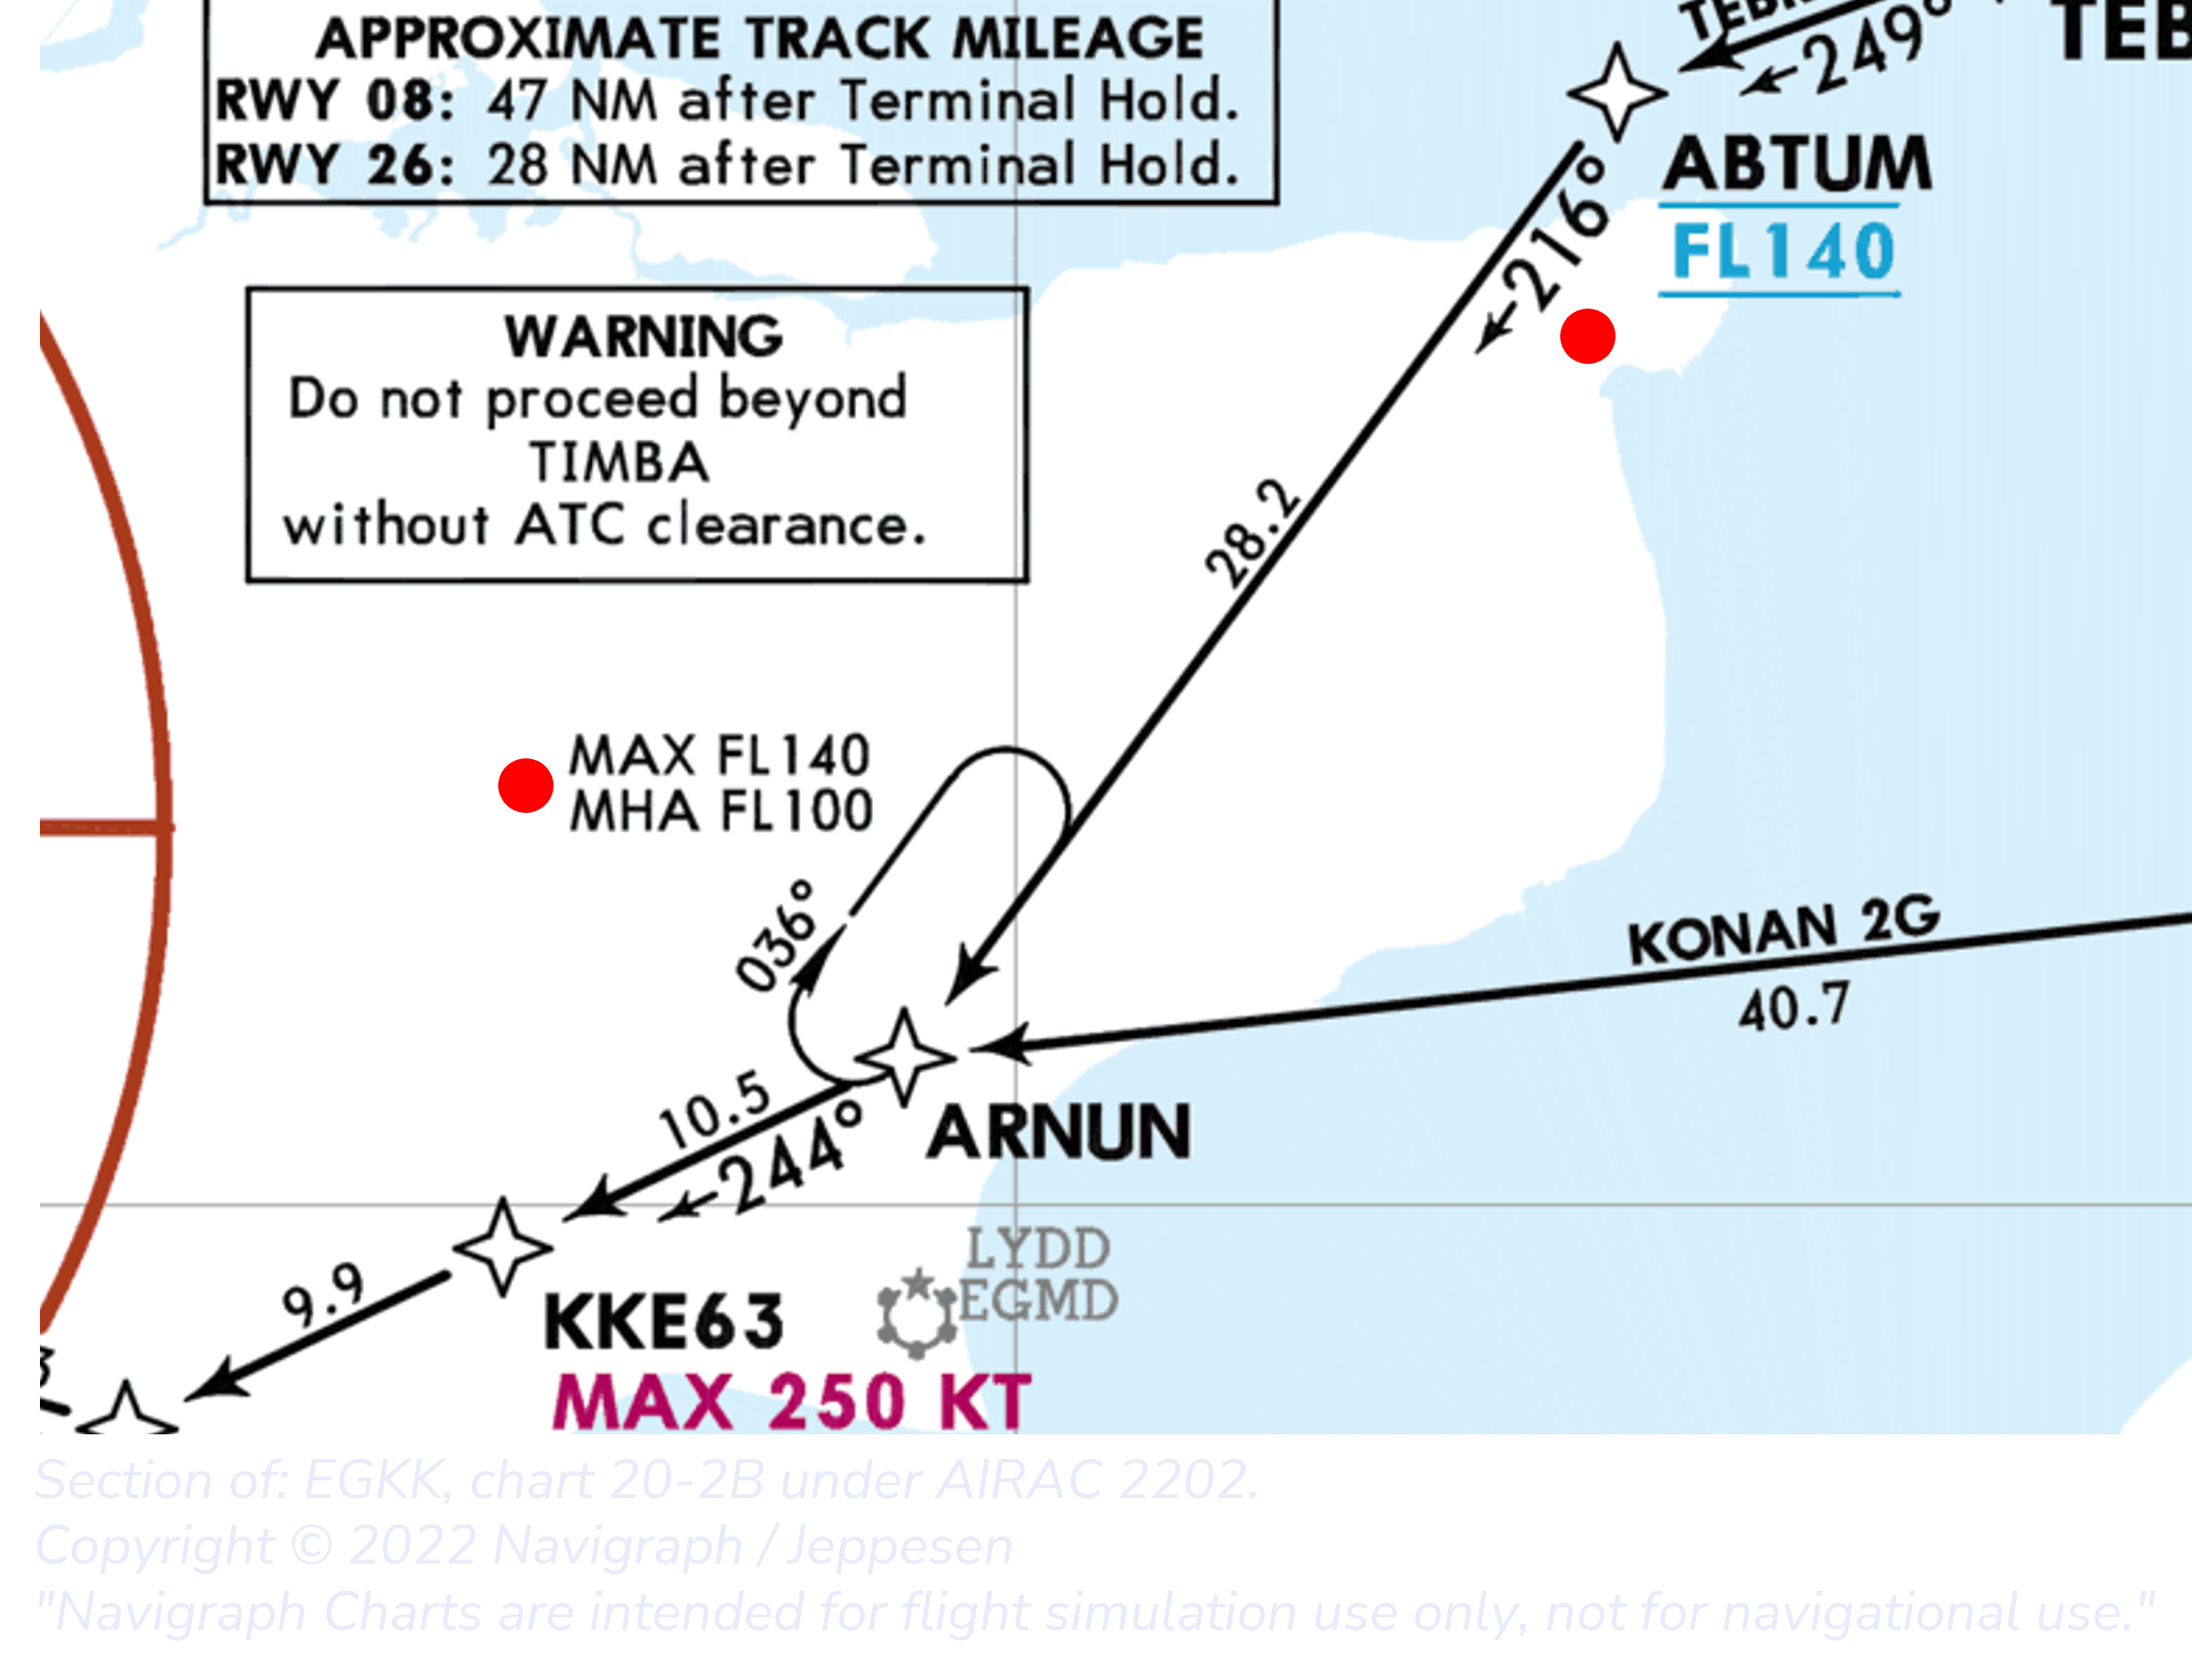 APPROXIMATE TRACK MILEAGE
RWY 08: 47 NM after Terminal Hold.
RWY 26: 28 NM after Terminal Hold.
←249°
ABTUM
FL140
←216°
WARNING
Do not proceed beyond
TIMBA
without ATC clearance.
28.2
MAX FL140
MHA FL100
036°
KONAN 2G
40.7
10.5
←244°
ARNUN
9.9
KKE63
MAX 250 KT
LYDD
EGMD
Section of: EGKK, chart 20-2B under AIRAC 2202.
Copyright © 2022 Navigraph / Jeppesen
"Navigraph Charts are intended for flight simulation use only, not for navigational use."